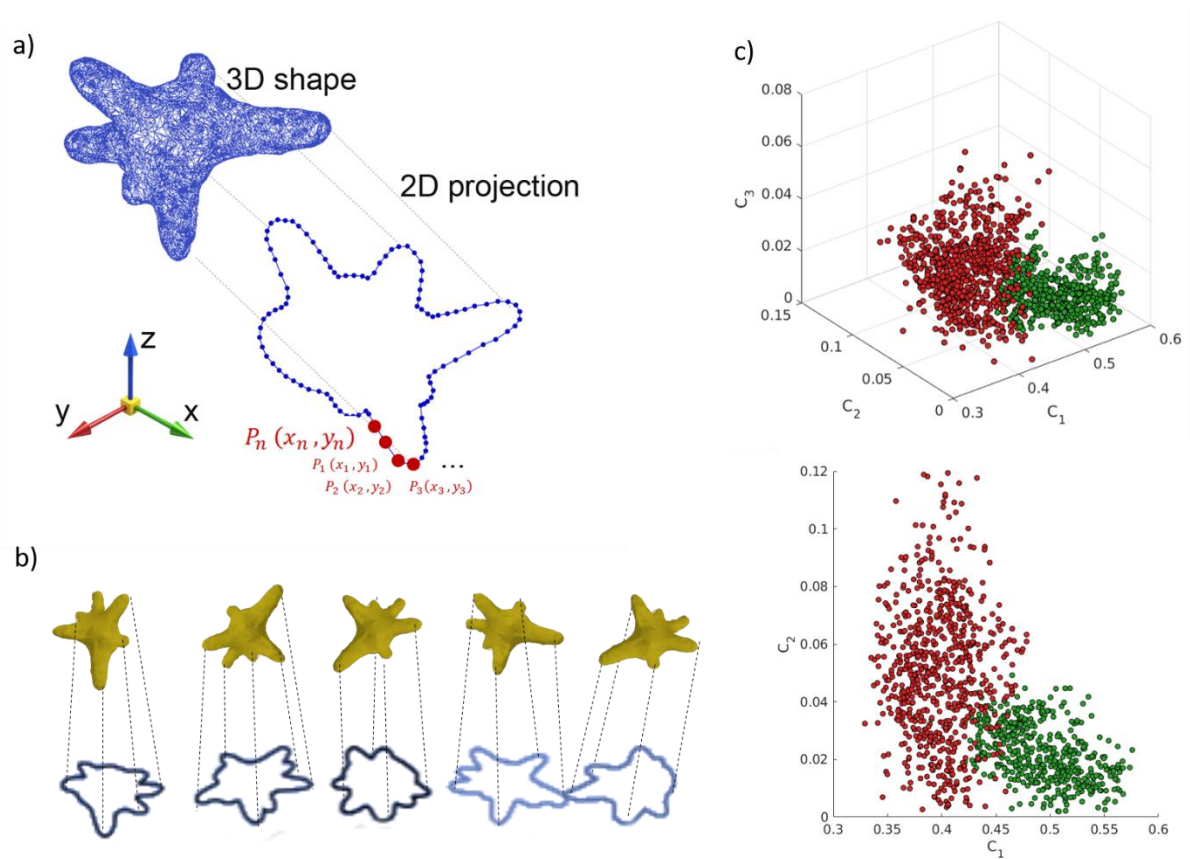 a)
3D shape
2D projection
z
y
x
Pₙ (xₙ, yₙ)
P₁ (x₁, y₁)
P₂ (x₂, y₂)
P₃(x₃, y₃)
...
b)
c)
0.08
0.06
0.04
0.02
0
C₃
0.15
0.1
0.05
0
C₂
0.3
0.4
0.5
0.6
C₁
0.12
0.1
0.08
0.06
0.04
0.02
0
C₂
0.3
0.35
0.4
0.45
0.5
0.55
0.6
C₁